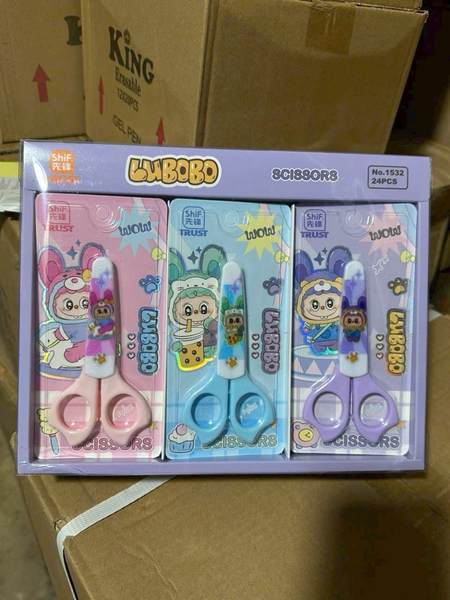 KiNG
Erasable
12X20PCS
GEL PEN
Shif
先锋
LUBOBO
SCISSORS
No.1532
24PCS
Shif
先锋
TRUST
WOW
LUBOBO
SCISSORS
Shif
先锋
TRUST
WOW
LUBOBO
SCISSORS
Shif
先锋
TRUST
WOW
LUBOBO
SCISSORS